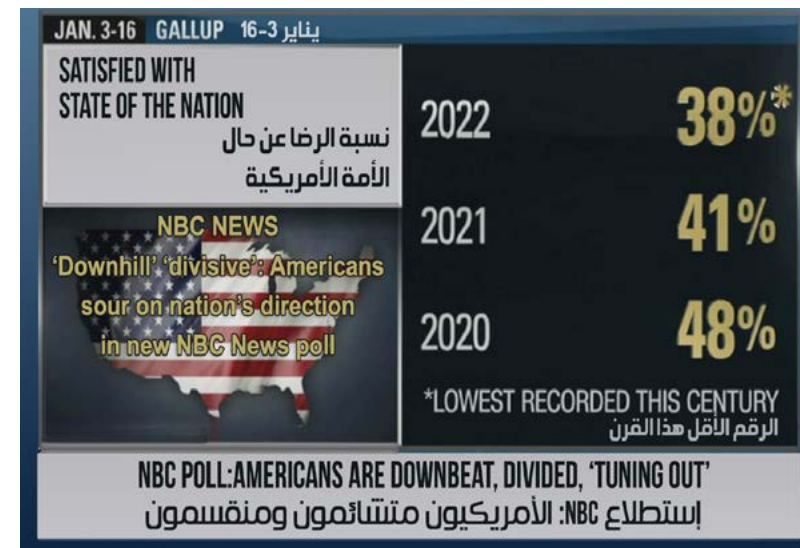 JAN. 3-16 GALLUP 16-3 يناير
SATISFIED WITH
STATE OF THE NATION
نسبة الرضا عن حال
الأمة الأمريكية
NBC NEWS
‘Downhill’ ‘divisive’: Americans
sour on nation’s direction
in new NBC News poll
2022 38%*
2021 41%
2020 48%
*LOWEST RECORDED THIS CENTURY
الرقم الأقل هذا القرن
NBC POLL:AMERICANS ARE DOWNBEAT, DIVIDED, ‘TUNING OUT’
إستطلاع NBC: الأمريكيون متشائمون ومنقسمون